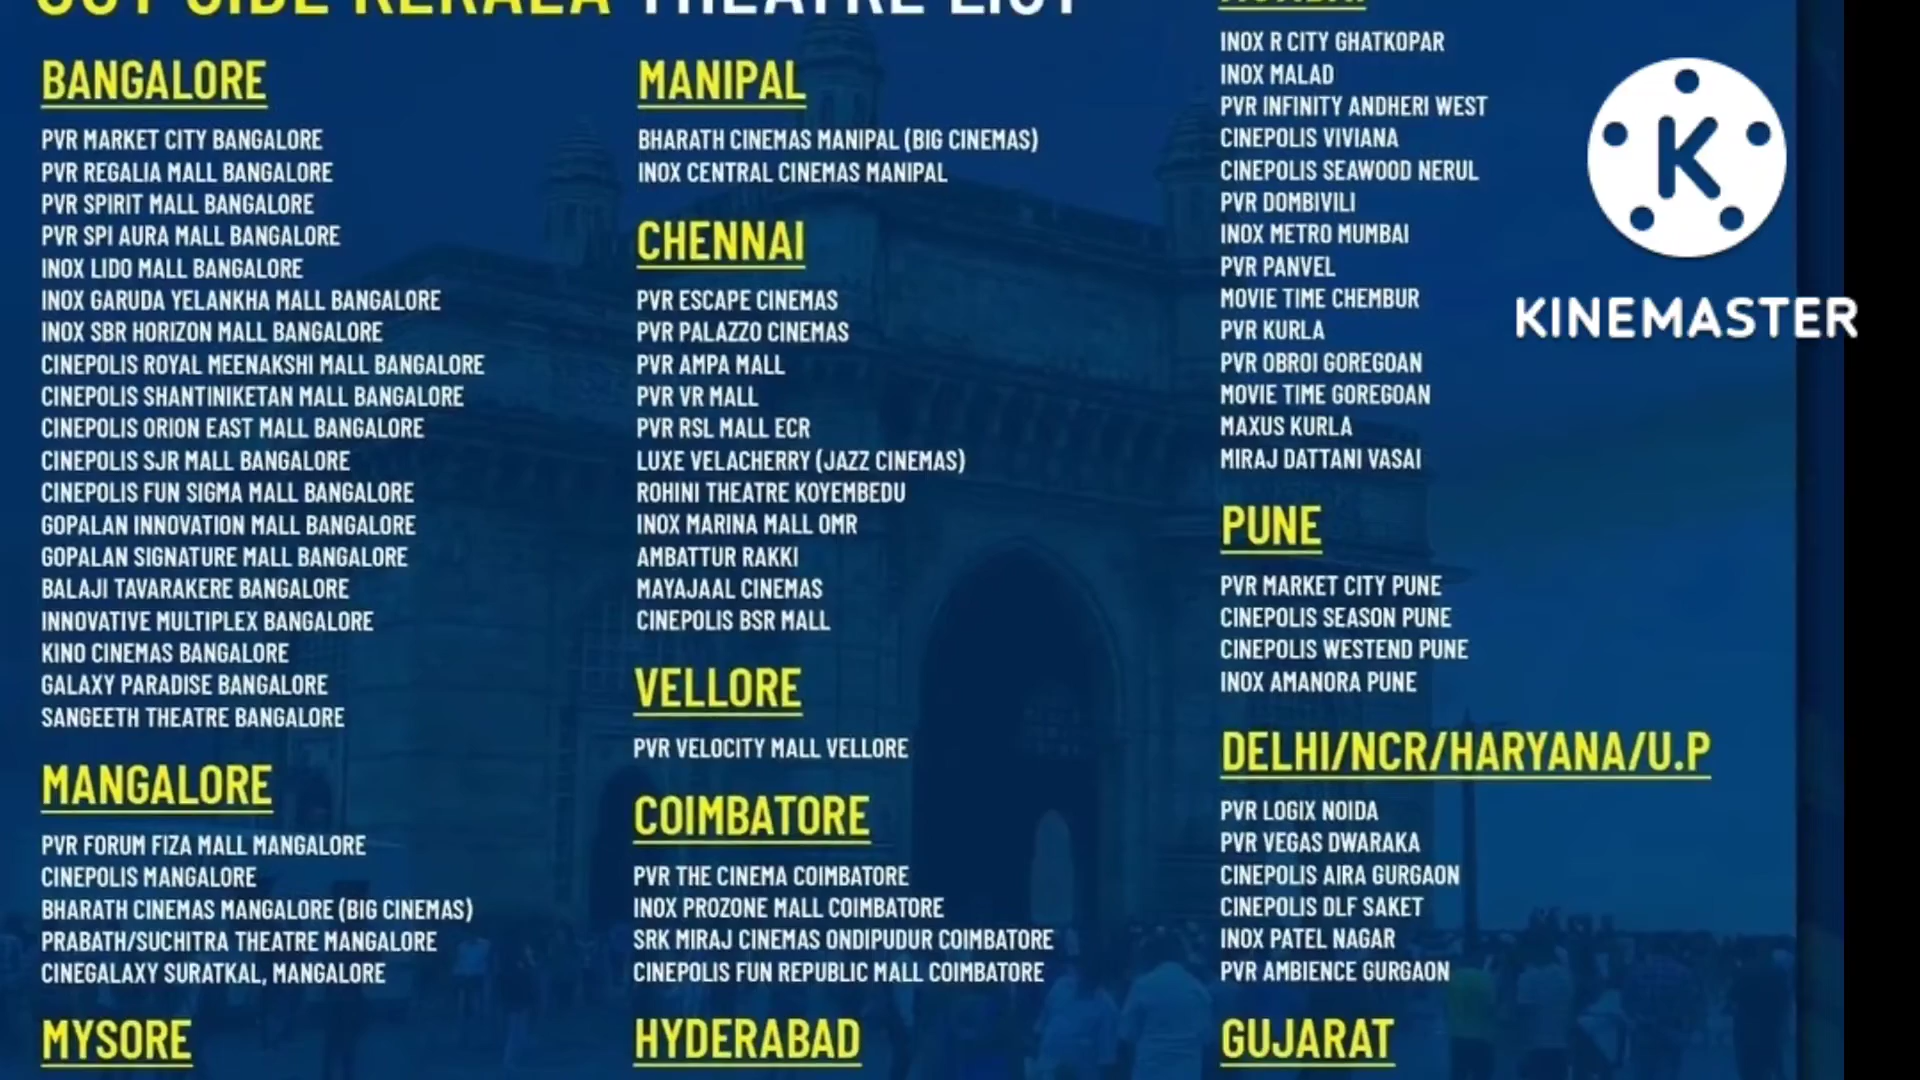 OUT SIDE KERALA THEATRE LIST
BANGALORE
PVR MARKET CITY BANGALORE
PVR REGALIA MALL BANGALORE
PVR SPIRIT MALL BANGALORE
PVR SPI AURA MALL BANGALORE
INOX LIDO MALL BANGALORE
INOX GARUDA YELANKHA MALL BANGALORE
INOX SBR HORIZON MALL BANGALORE
CINEPOLIS ROYAL MEENAKSHI MALL BANGALORE
CINEPOLIS SHANTINIKETAN MALL BANGALORE
CINEPOLIS ORION EAST MALL BANGALORE
CINEPOLIS SJR MALL BANGALORE
CINEPOLIS FUN SIGMA MALL BANGALORE
GOPALAN INNOVATION MALL BANGALORE
GOPALAN SIGNATURE MALL BANGALORE
BALAJI TAVARAKERE BANGALORE
INNOVATIVE MULTIPLEX BANGALORE
KINO CINEMAS BANGALORE
GALAXY PARADISE BANGALORE
SANGEETH THEATRE BANGALORE
MANGALORE
PVR FORUM FIZA MALL MANGALORE
CINEPOLIS MANGALORE
BHARATH CINEMAS MANGALORE (BIG CINEMAS)
PRABATH/SUCHITRA THEATRE MANGALORE
CINEGALAXY SURATKAL, MANGALORE
MYSORE
MANIPAL
BHARATH CINEMAS MANIPAL (BIG CINEMAS)
INOX CENTRAL CINEMAS MANIPAL
CHENNAI
PVR ESCAPE CINEMAS
PVR PALAZZO CINEMAS
PVR AMPA MALL
PVR VR MALL
PVR RSL MALL ECR
LUXE VELACHERRY (JAZZ CINEMAS)
ROHINI THEATRE KOYEMBEDU
INOX MARINA MALL OMR
AMBATTUR RAKKI
MAYAJAAL CINEMAS
CINEPOLIS BSR MALL
VELLORE
PVR VELOCITY MALL VELLORE
COIMBATORE
PVR THE CINEMA COIMBATORE
INOX PROZONE MALL COIMBATORE
SRK MIRAJ CINEMAS ONDIPUDUR COIMBATORE
CINEPOLIS FUN REPUBLIC MALL COIMBATORE
HYDERABAD
INOX R CITY GHATKOPAR
INOX MALAD
PVR INFINITY ANDHERI WEST
CINEPOLIS VIVIANA
CINEPOLIS SEAWOOD NERUL
PVR DOMBIVILI
INOX METRO MUMBAI
PVR PANVEL
MOVIE TIME CHEMBUR
PVR KURLA
PVR OBROI GOREGOAN
MOVIE TIME GOREGOAN
MAXUS KURLA
MIRAJ DATTANI VASAI
PUNE
PVR MARKET CITY PUNE
CINEPOLIS SEASON PUNE
CINEPOLIS WESTEND PUNE
INOX AMANORA PUNE
DELHI/NCR/HARYANA/U.P
PVR LOGIX NOIDA
PVR VEGAS DWARAKA
CINEPOLIS AIRA GURGAON
CINEPOLIS DLF SAKET
INOX PATEL NAGAR
PVR AMBIENCE GURGAON
GUJARAT
K
KINEMASTER